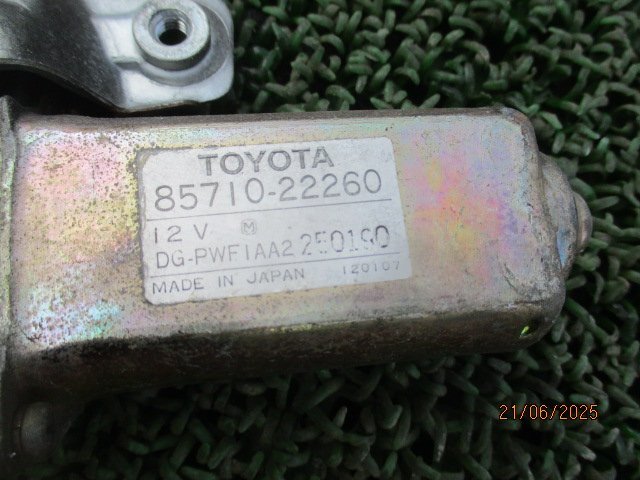 TOYOTA
85710-22260
12 V Ⓜ
DG-PWF1AA2 250190
MADE IN JAPAN 120107
21/06/2025